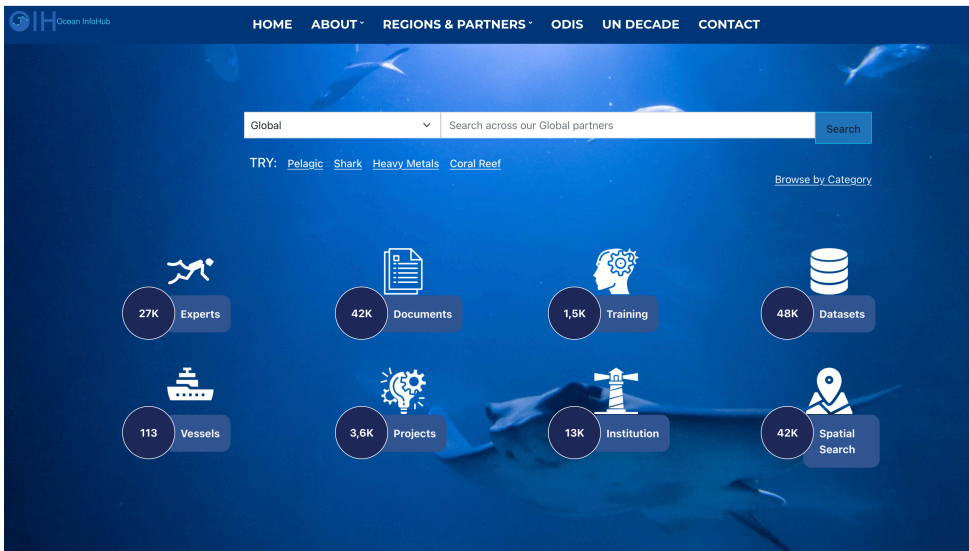 OIH Ocean InfoHub
HOME ABOUT REGIONS & PARTNERS ODIS UN DECADE CONTACT
Global Search across our Global partners Search
TRY: Pelagic Shark Heavy Metals Coral Reef
Browse by Category
27K Experts 42K Documents 1,5K Training 48K Datasets
113 Vessels 3,6K Projects 13K Institution 42K Spatial
Search